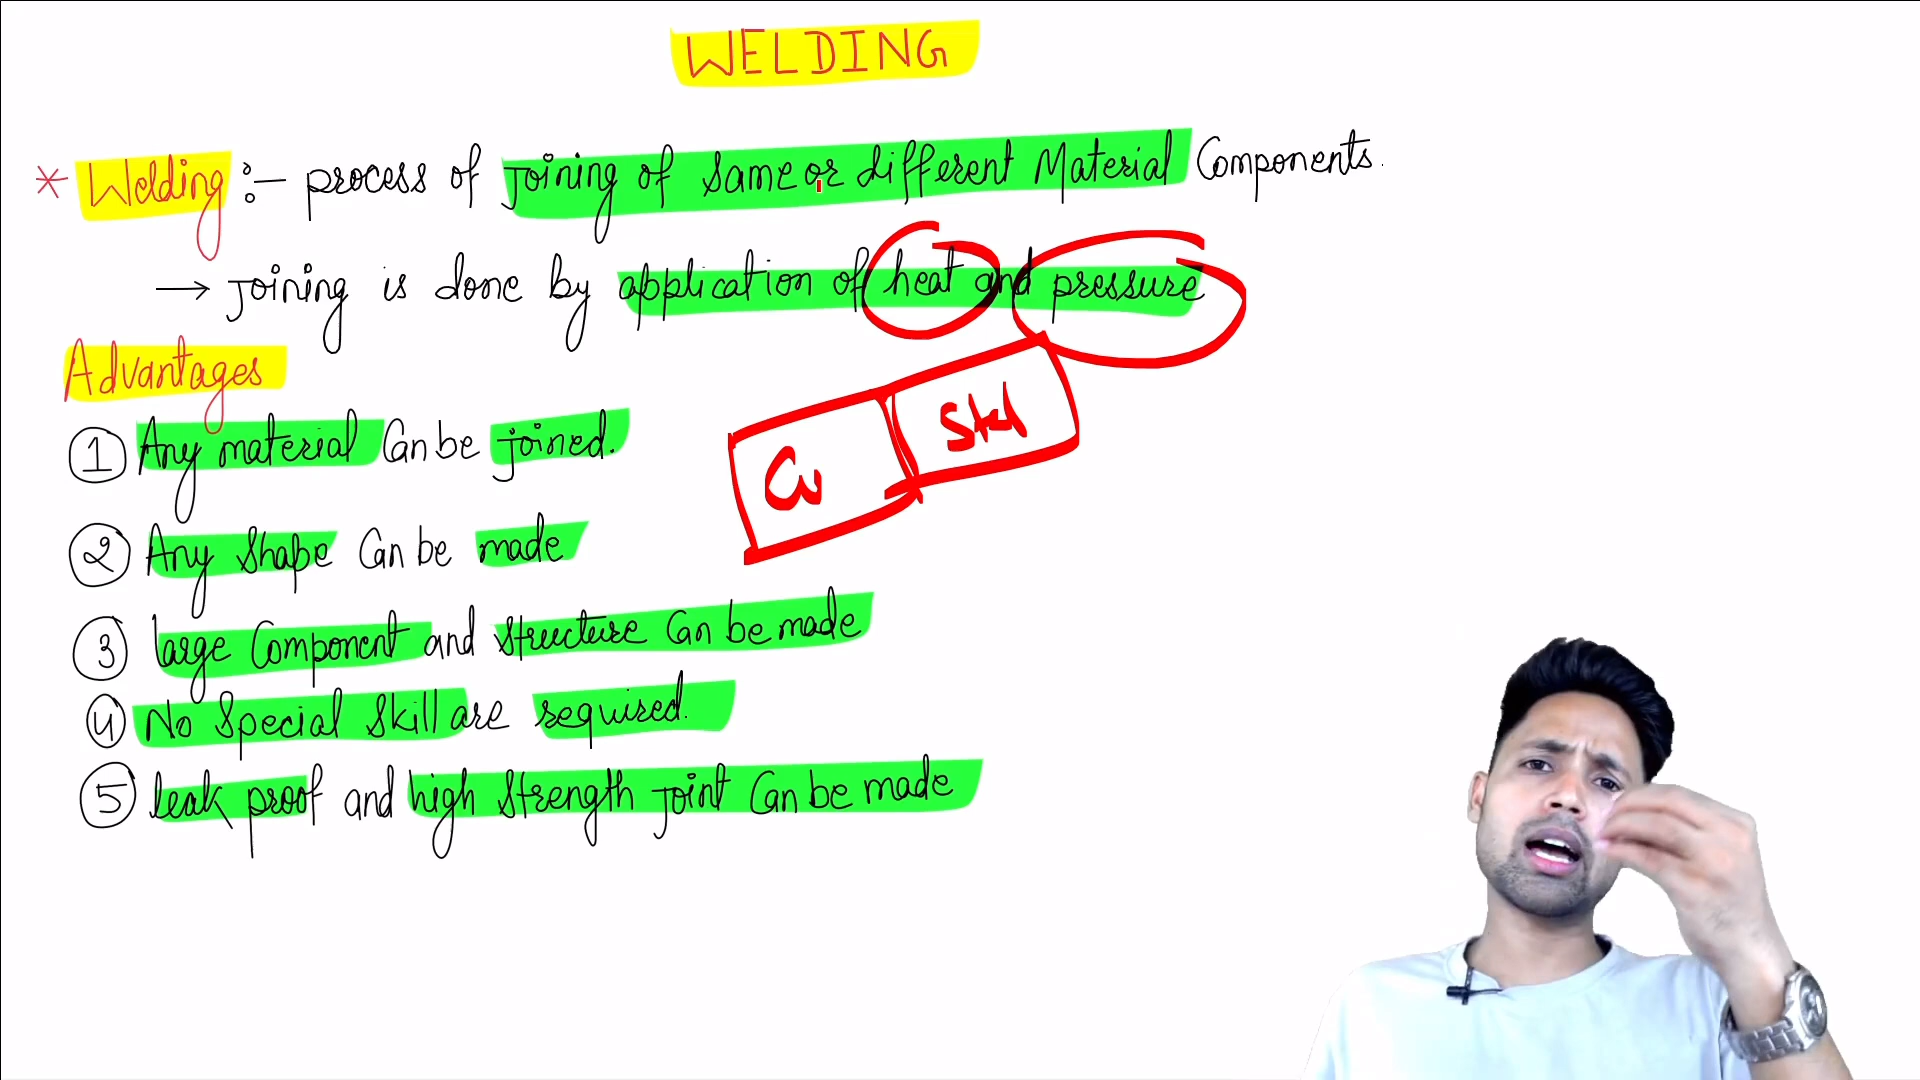 WELDING
* Welding :- process of joining of same or different Material Components.
→ joining is done by application of heat and pressure
Advantages
① Any material Can be joined.
② Any shape Can be made
③ large Component and structure Can be made
④ No special skill are required.
⑤ leak proof and high strength joint Can be made
Cu
Steel